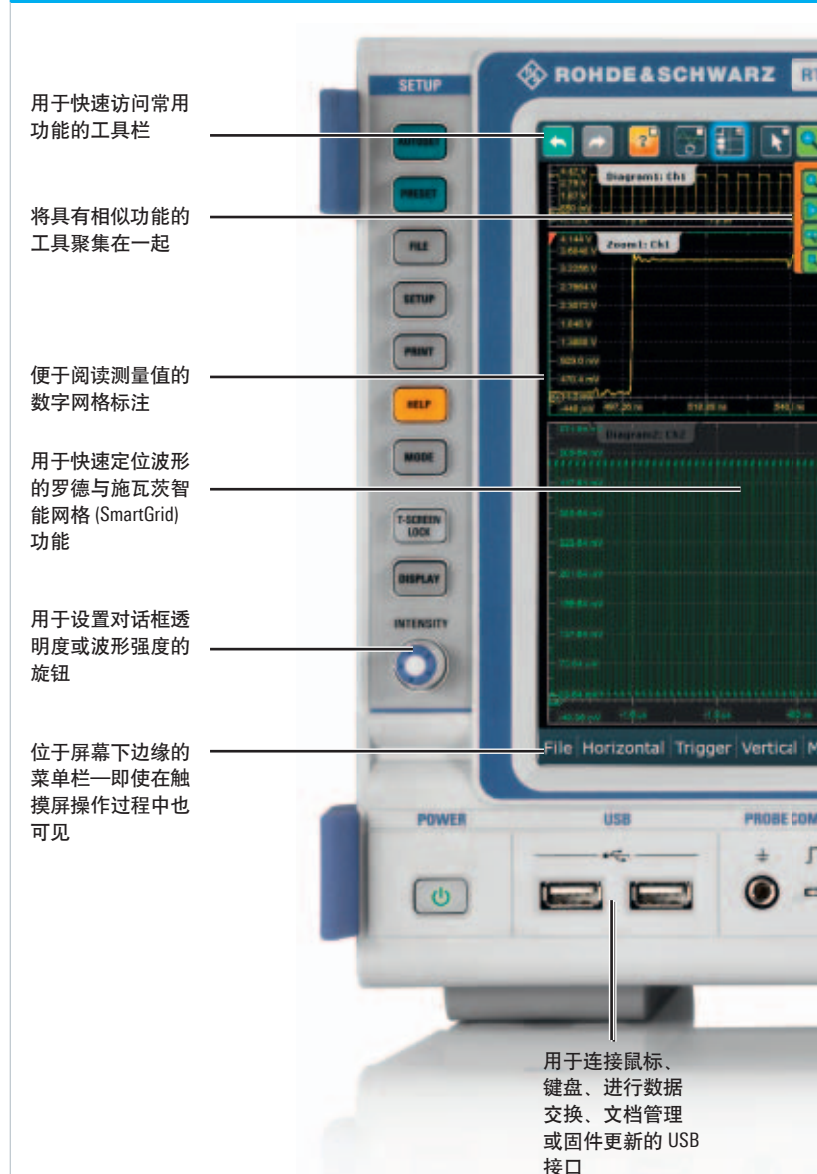 用于快速访问常用
功能的工具栏
将具有相似功能的
工具聚集在一起
便于阅读测量值的
数字网格标注
用于快速定位波形
的罗德与施瓦茨智
能网格 (SmartGrid)
功能
用于设置对话框透
明度或波形强度的
旋钮
位于屏幕下边缘的
菜单栏—即使在触
摸屏操作过程中也
可见
SETUP
AUTOSET
PRESET
FILE
SETUP
PRINT
HELP
MODE
T-SCREEN
LOCK
DISPLAY
INTENSITY
ROHDE&SCHWARZ
Diagram1: Ch1
Zoom1: Ch1
Diagram2: Ch2
File Horizontal Trigger Vertical M
POWER
USB
PROBE COM
用于连接鼠标、
键盘、进行数据
交换、文档管理
或固件更新的 USB
接口